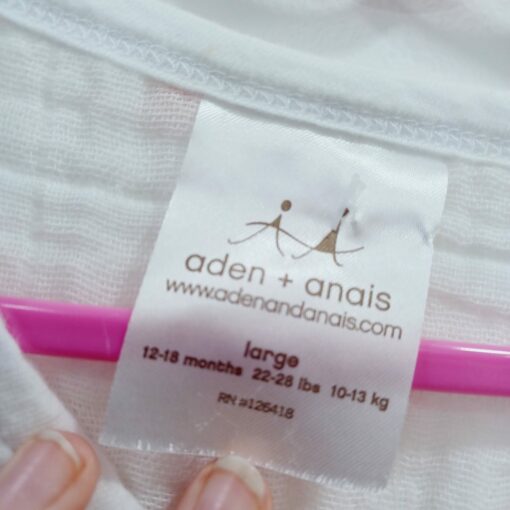 aden + anais
www.adenandanais.com
large
12-18 months 22-28 lbs 10-13 kg
RN #126418